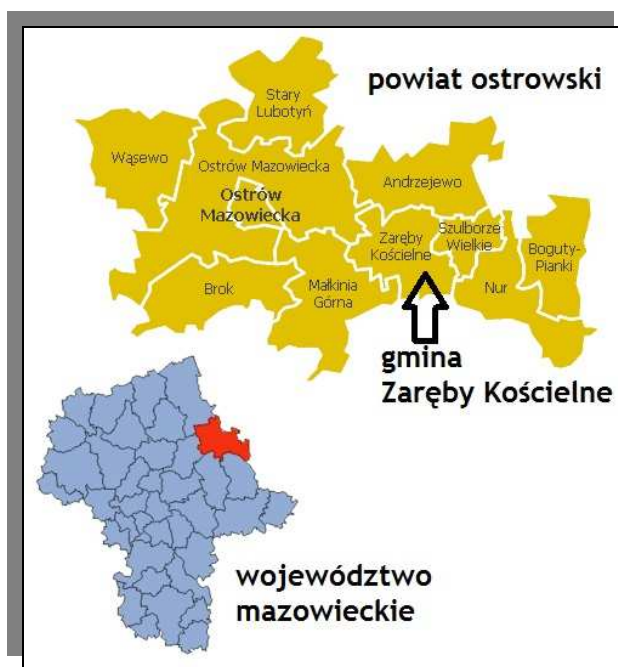 powiat ostrowski
Stary
Lubotyń
Wąsewo
Ostrów Mazowiecka
Andrzejewo
Ostrów
Mazowiecka
Zaręby
Kościelne
Szulborze
Wielkie
Boguty-
Pianki
Brok
Małkinia
Górna
Nur
gmina
Zaręby Kościelne
województwo
mazowieckie